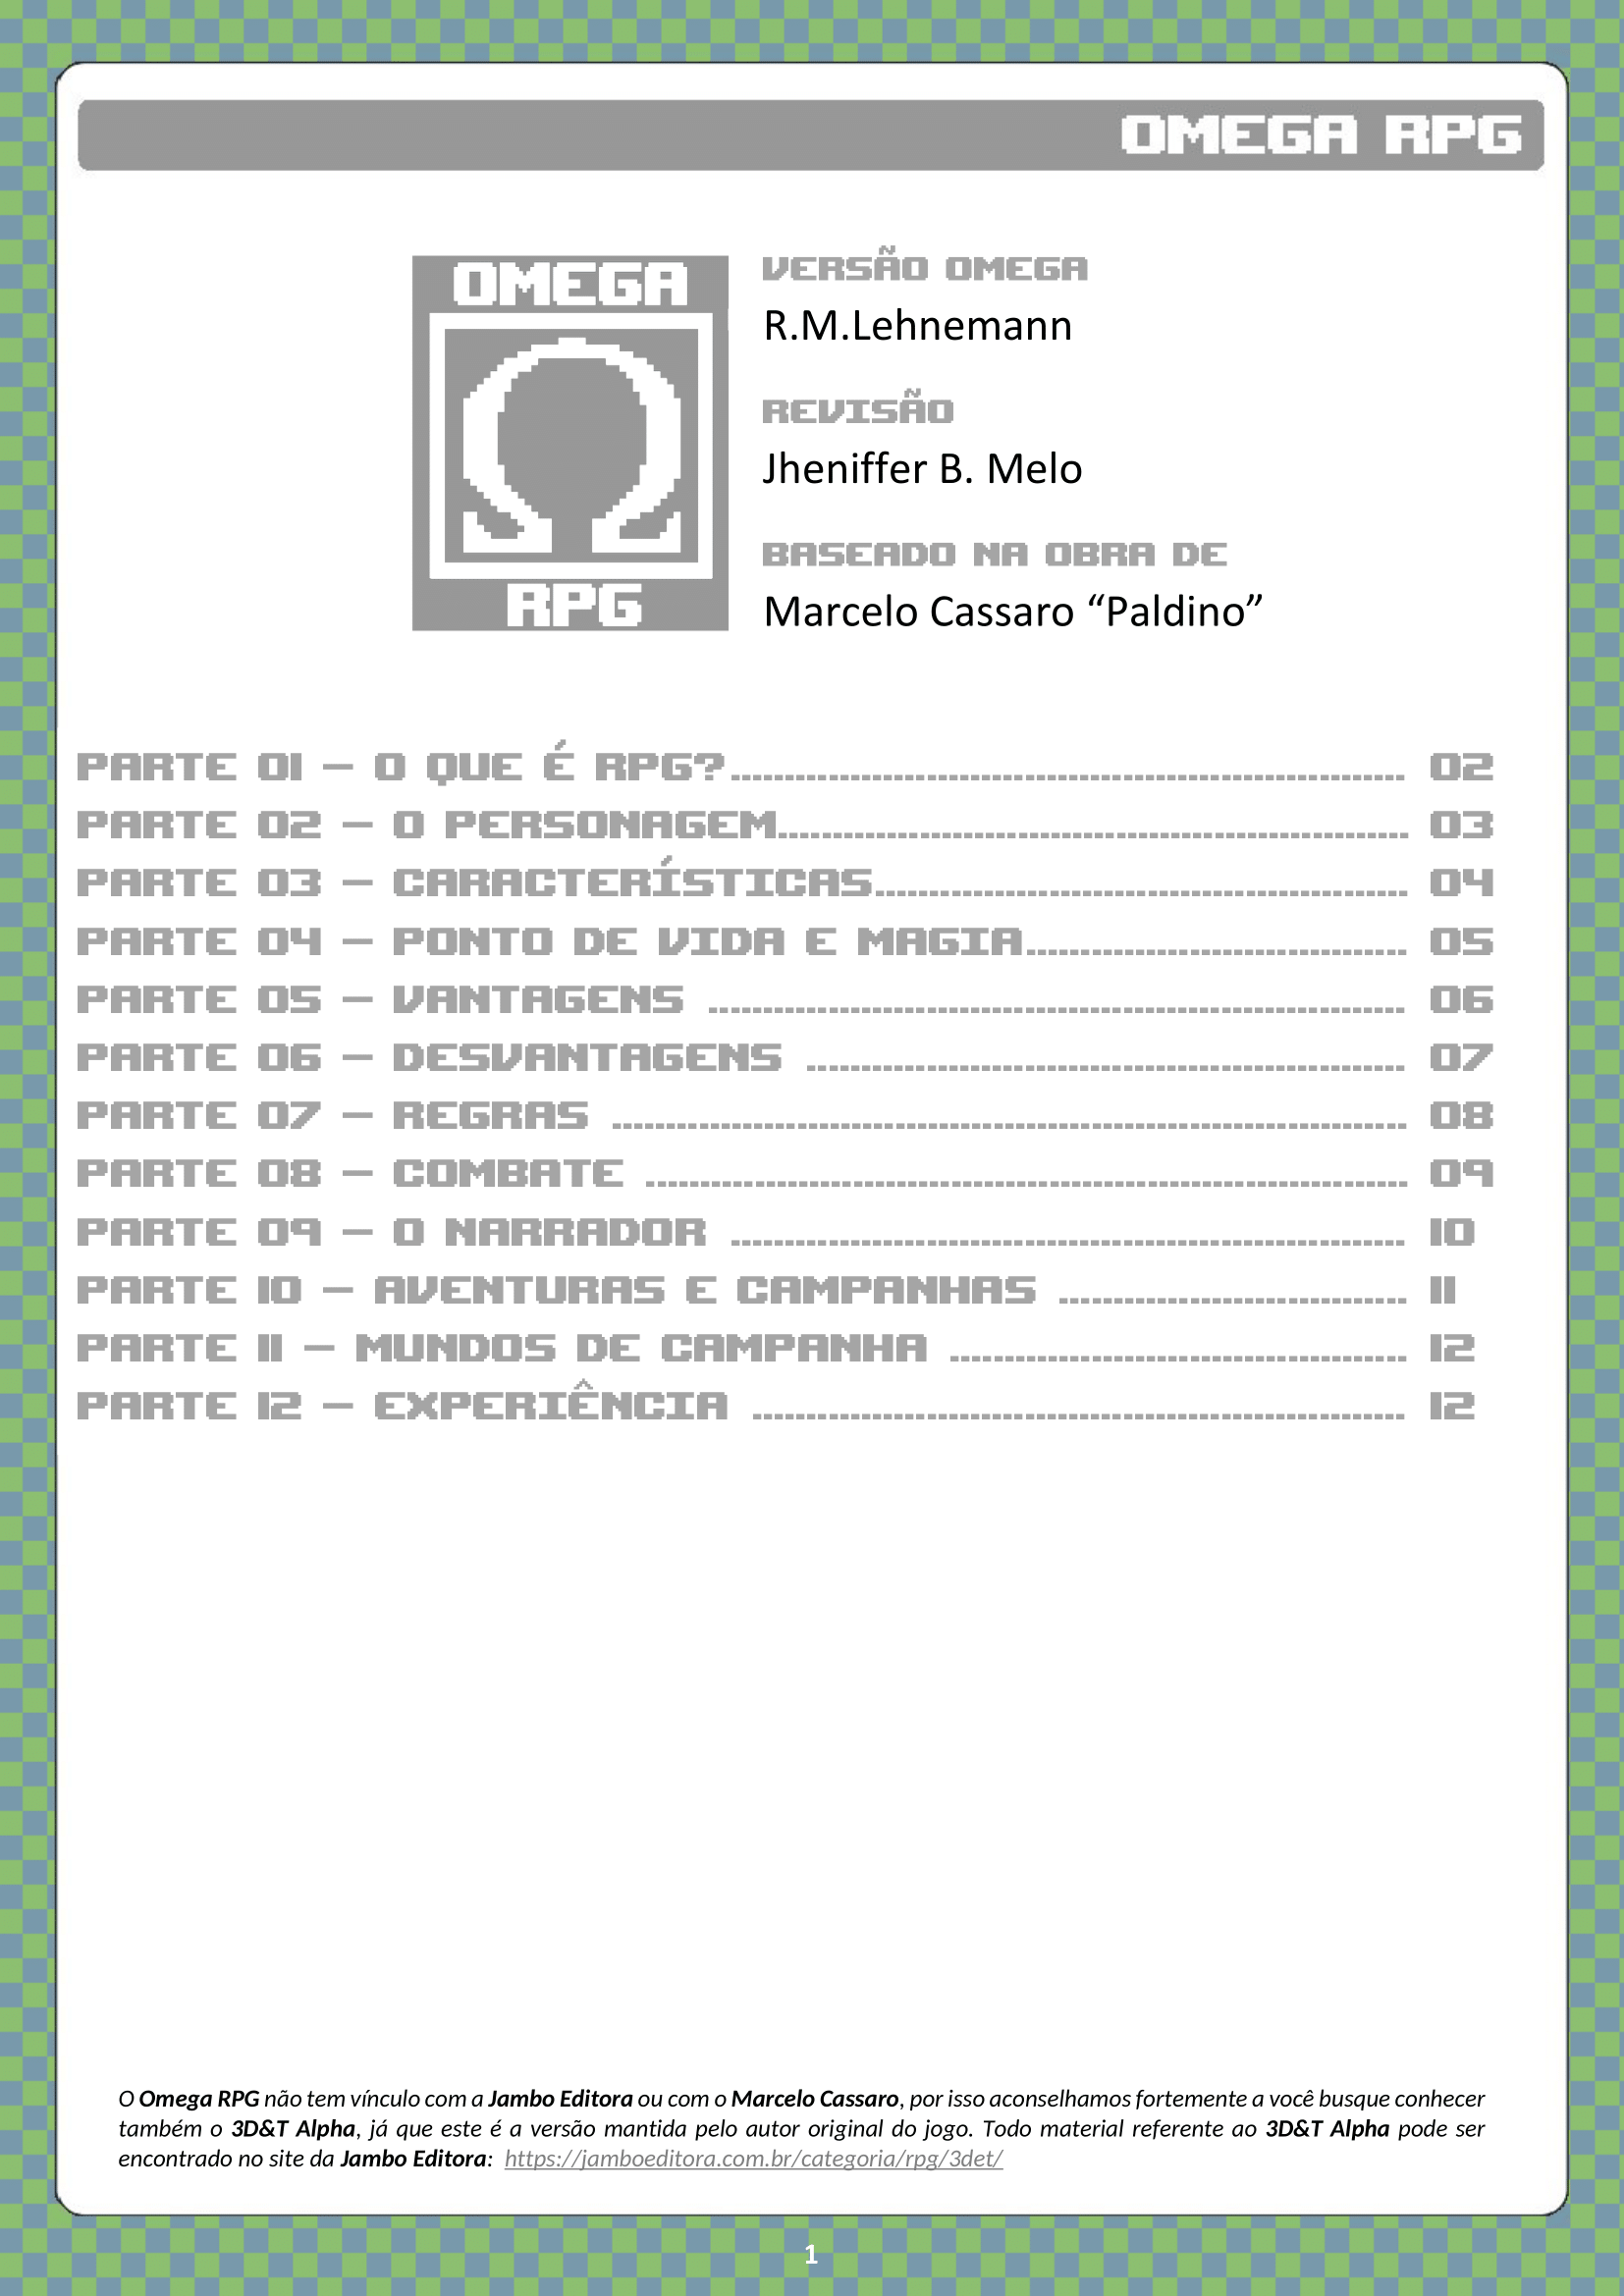 OMEGA RPG
OMEGA
RPG
VERSÃO OMEGA
R.M.Lehnemann
REVISÃO
Jheniffer B. Melo
BASEADO NA OBRA DE
Marcelo Cassaro “Paldino”
PARTE 01 – O QUE É RPG?.............................. 02
PARTE 02 – O PERSONAGEM.............................. 03
PARTE 03 – CARACTERÍSTICAS.............................. 04
PARTE 04 – PONTO DE VIDA E MAGIA.............................. 05
PARTE 05 – VANTAGENS .............................. 06
PARTE 06 – DESVANTAGENS .............................. 07
PARTE 07 – REGRAS .............................. 08
PARTE 08 – COMBATE .............................. 09
PARTE 09 – O NARRADOR .............................. 10
PARTE 10 – AVENTURAS E CAMPANHAS .............................. 11
PARTE 11 – MUNDOS DE CAMPANHA .............................. 12
PARTE 12 – EXPERIÊNCIA .............................. 12
O Omega RPG não tem vínculo com a Jambo Editora ou com o Marcelo Cassaro, por isso aconselhamos fortemente a você busque conhecer
também o 3D&T Alpha, já que este é a versão mantida pelo autor original do jogo. Todo material referente ao 3D&T Alpha pode ser
encontrado no site da Jambo Editora: https://jamboeditora.com.br/categoria/rpg/3det/
1